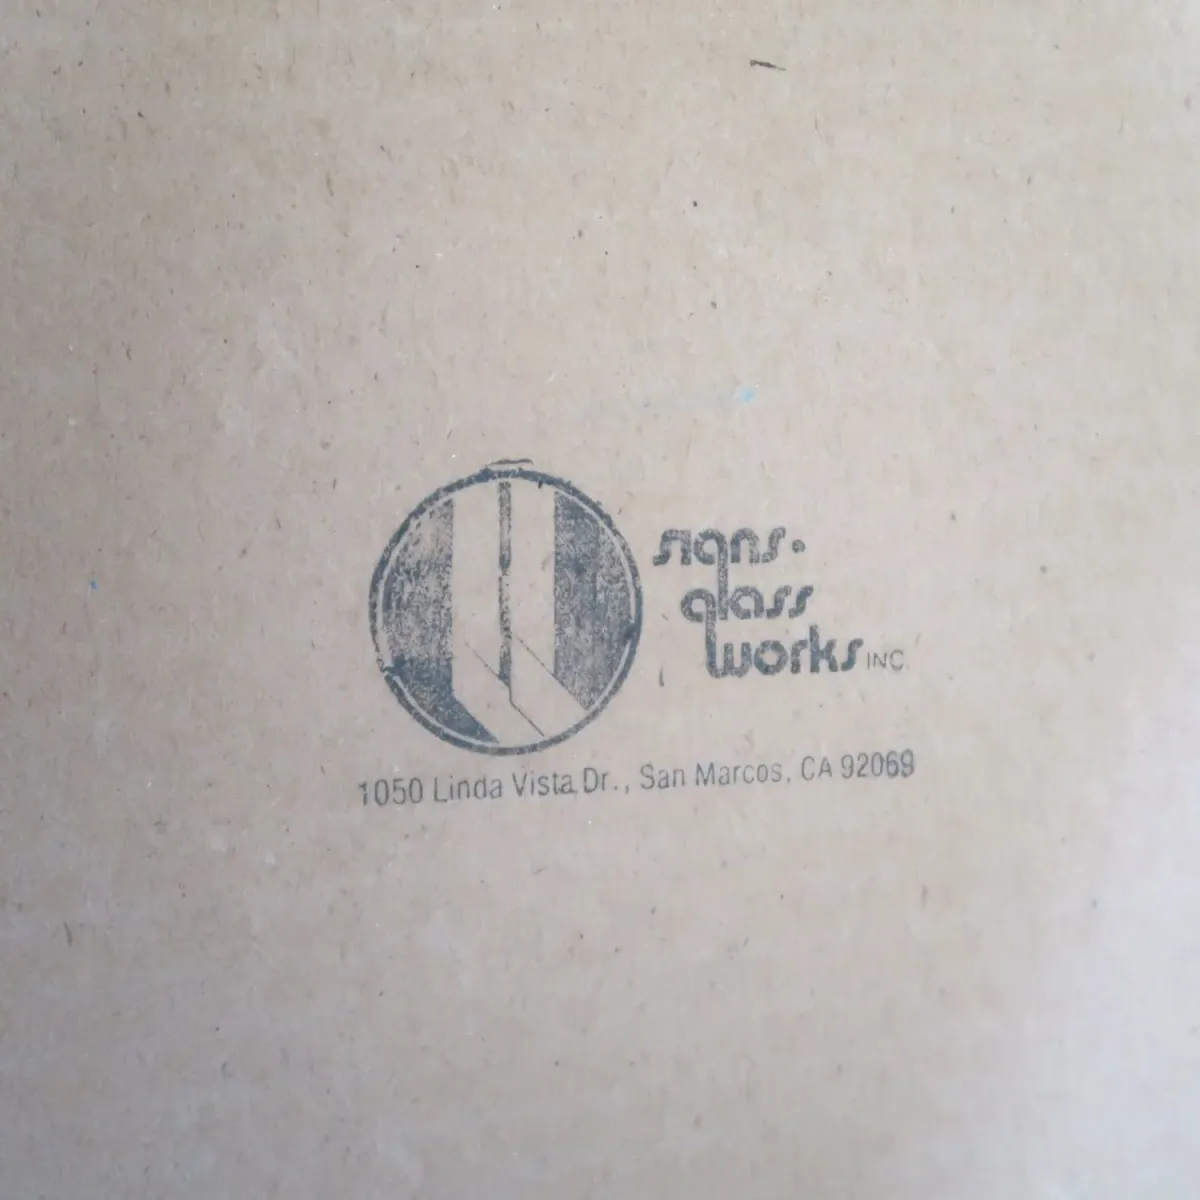 signs.
glass
works INC.
1050 Linda Vista Dr., San Marcos, CA 92069